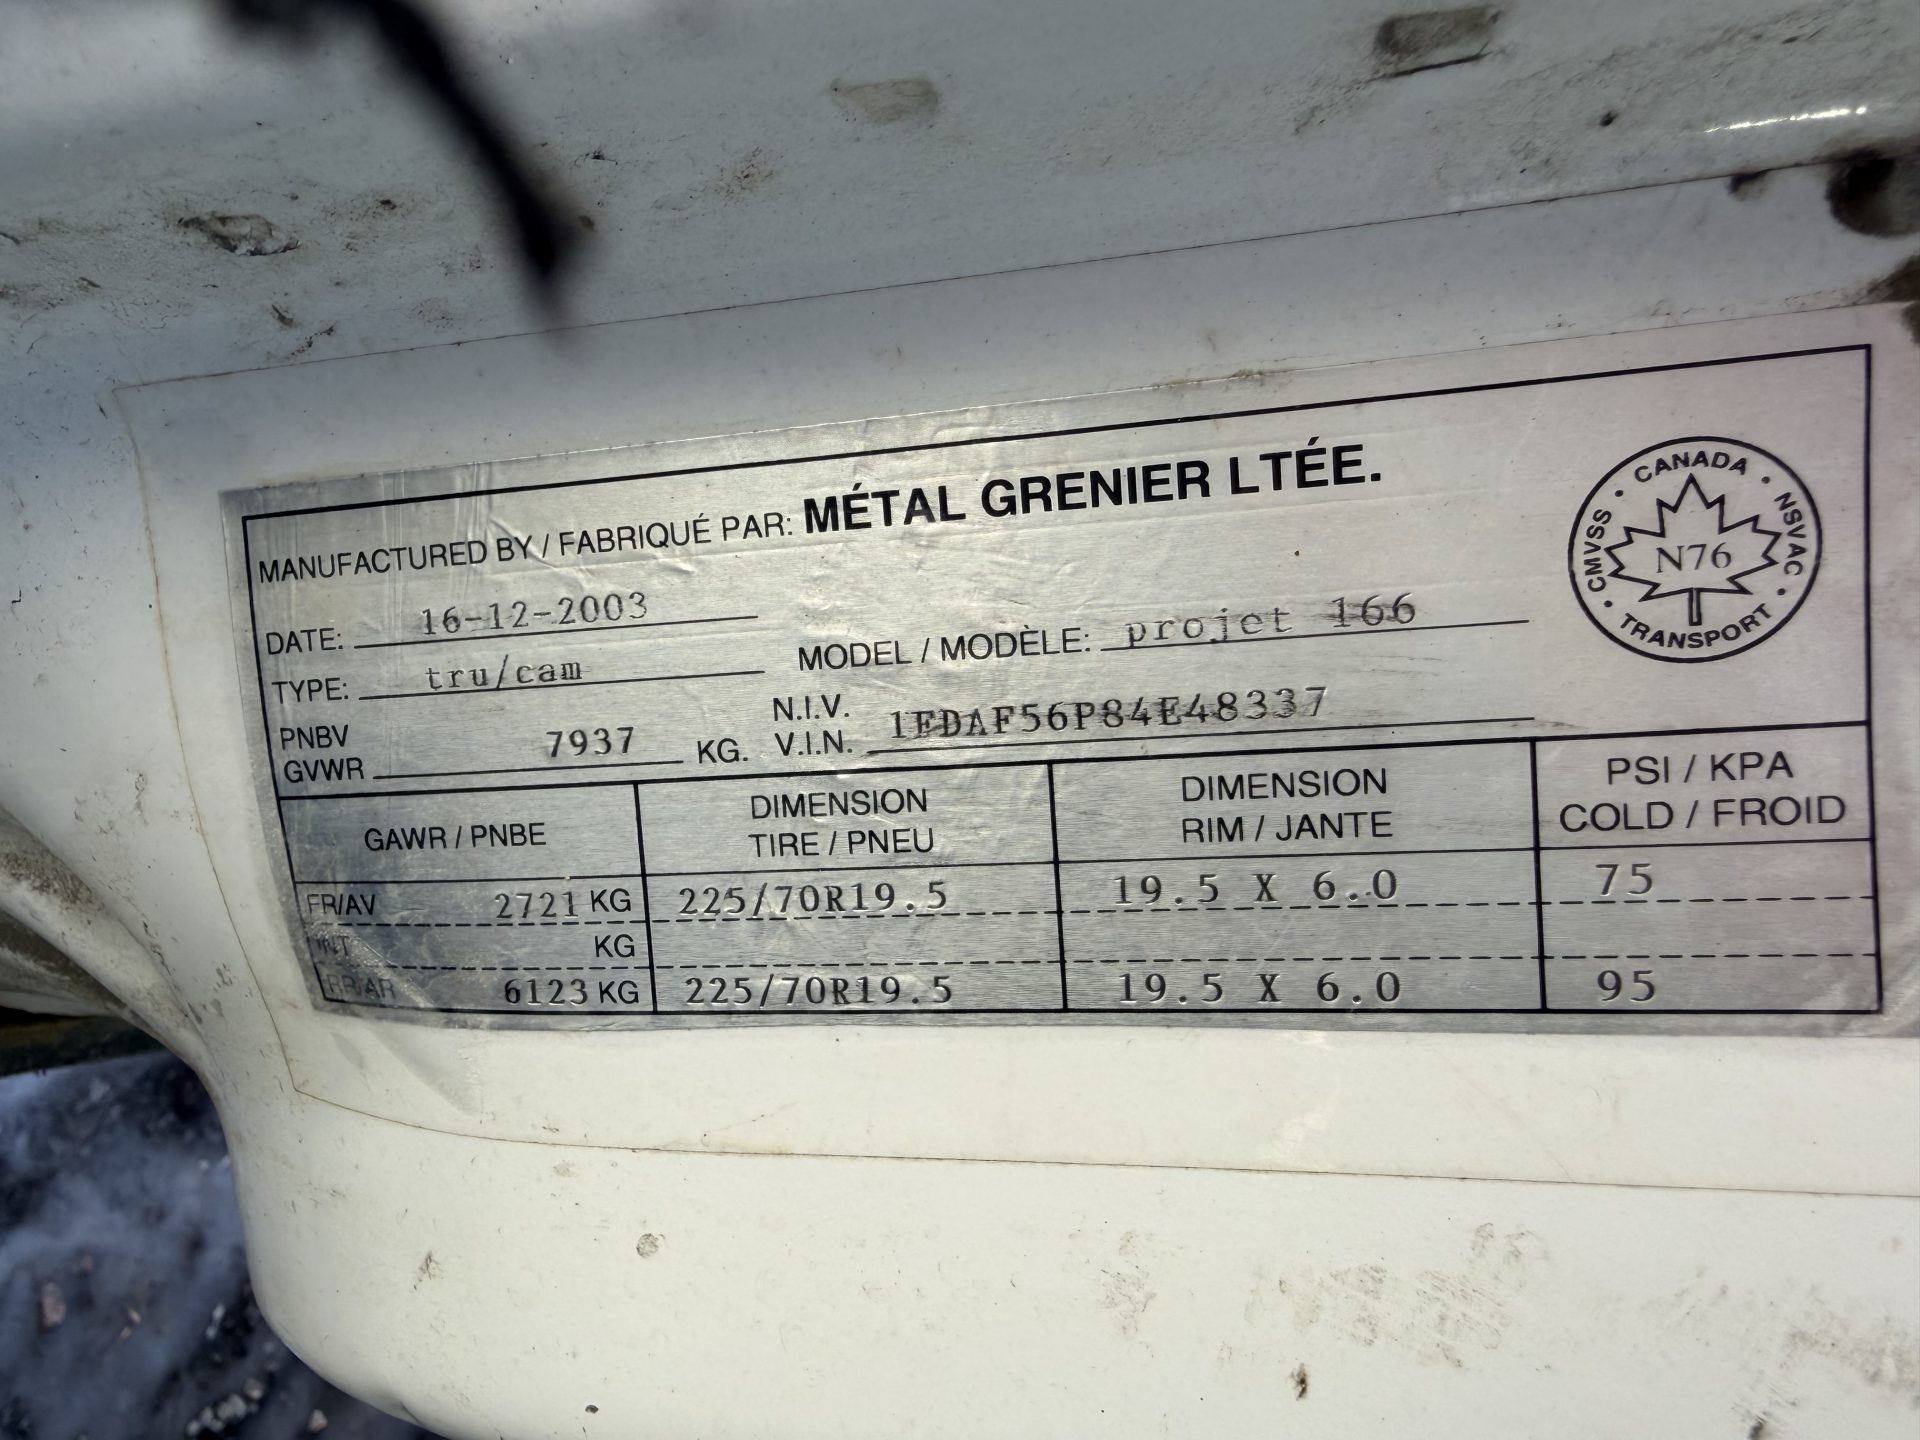 MANUFACTURED BY / FABRIQUÉ PAR: MÉTAL GRENIER LTÉE.
DATE: 16-12-2003
MODEL / MODÈLE: projet 166
TYPE: tru/cam
PNBV
GVWR 7937 KG.
N.I.V.
V.I.N. 1FDAF56P84E48337
CANADA
CMVSS
NSVAC
N76
TRANSPORT
GAWR / PNBE
DIMENSION
TIRE / PNEU
DIMENSION
RIM / JANTE
PSI / KPA
COLD / FROID
FR/AV 2721 KG 225/70R19.5 19.5 X 6.0 75
INT KG
RR/AR 6123 KG 225/70R19.5 19.5 X 6.0 95